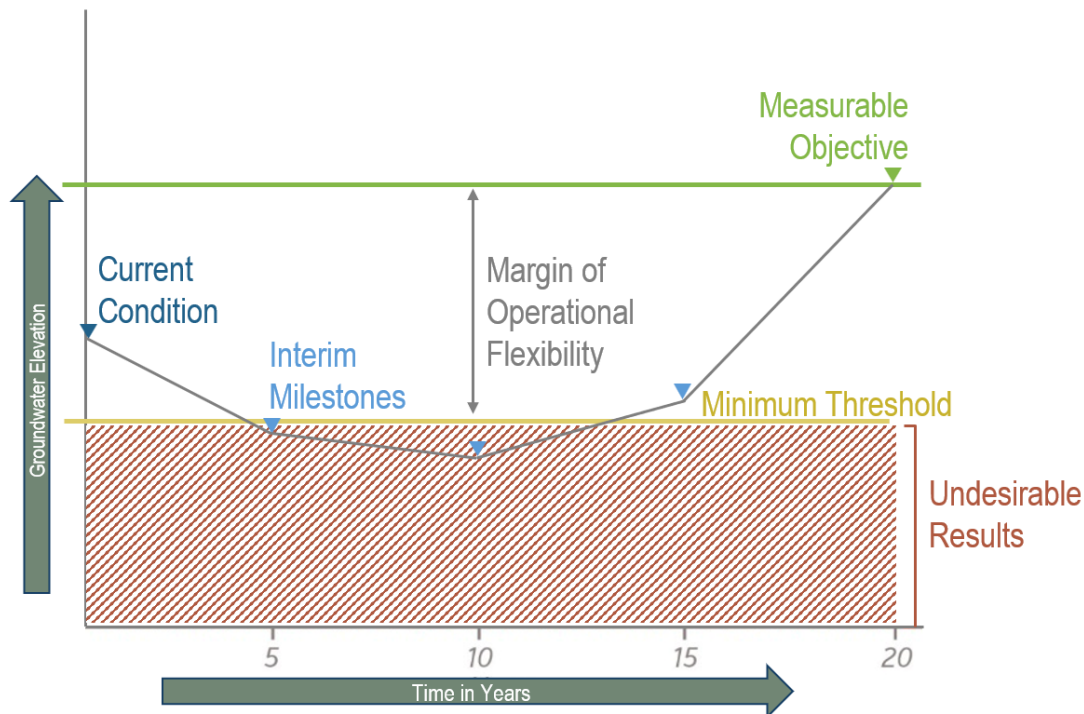 Measurable
Objective
Current
Condition
Margin of
Operational
Flexibility
Interim
Milestones
Minimum Threshold
Undesirable
Results
Groundwater Elevation
5
10
15
20
Time in Years